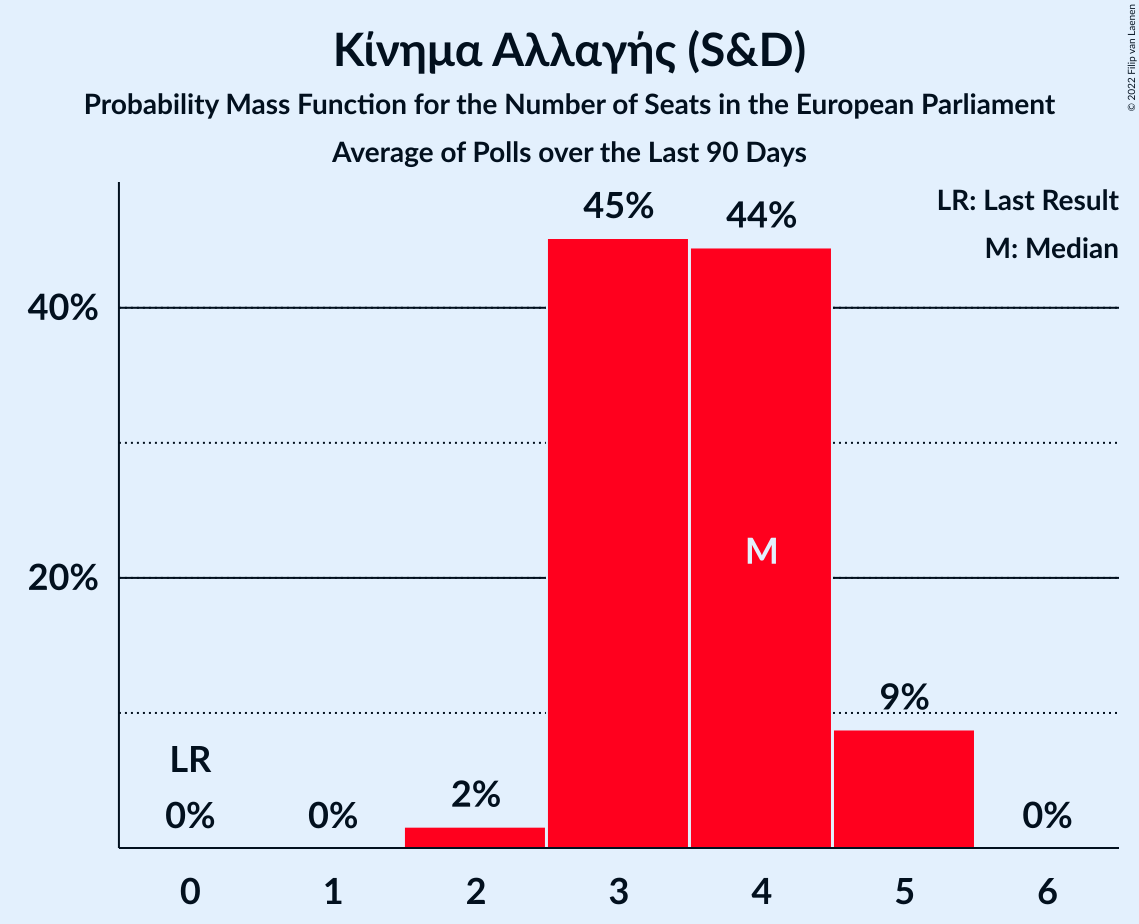 Κίνημα Αλλαγής (S&D)
Probability Mass Function for the Number of Seats in the European Parliament
Average of Polls over the Last 90 Days
© 2022 Filip van Laenen
LR: Last Result
M: Median
45%
44%
40%
M
20%
9%
LR
2%
0%
0%
0%
0 1 2 3 4 5 6